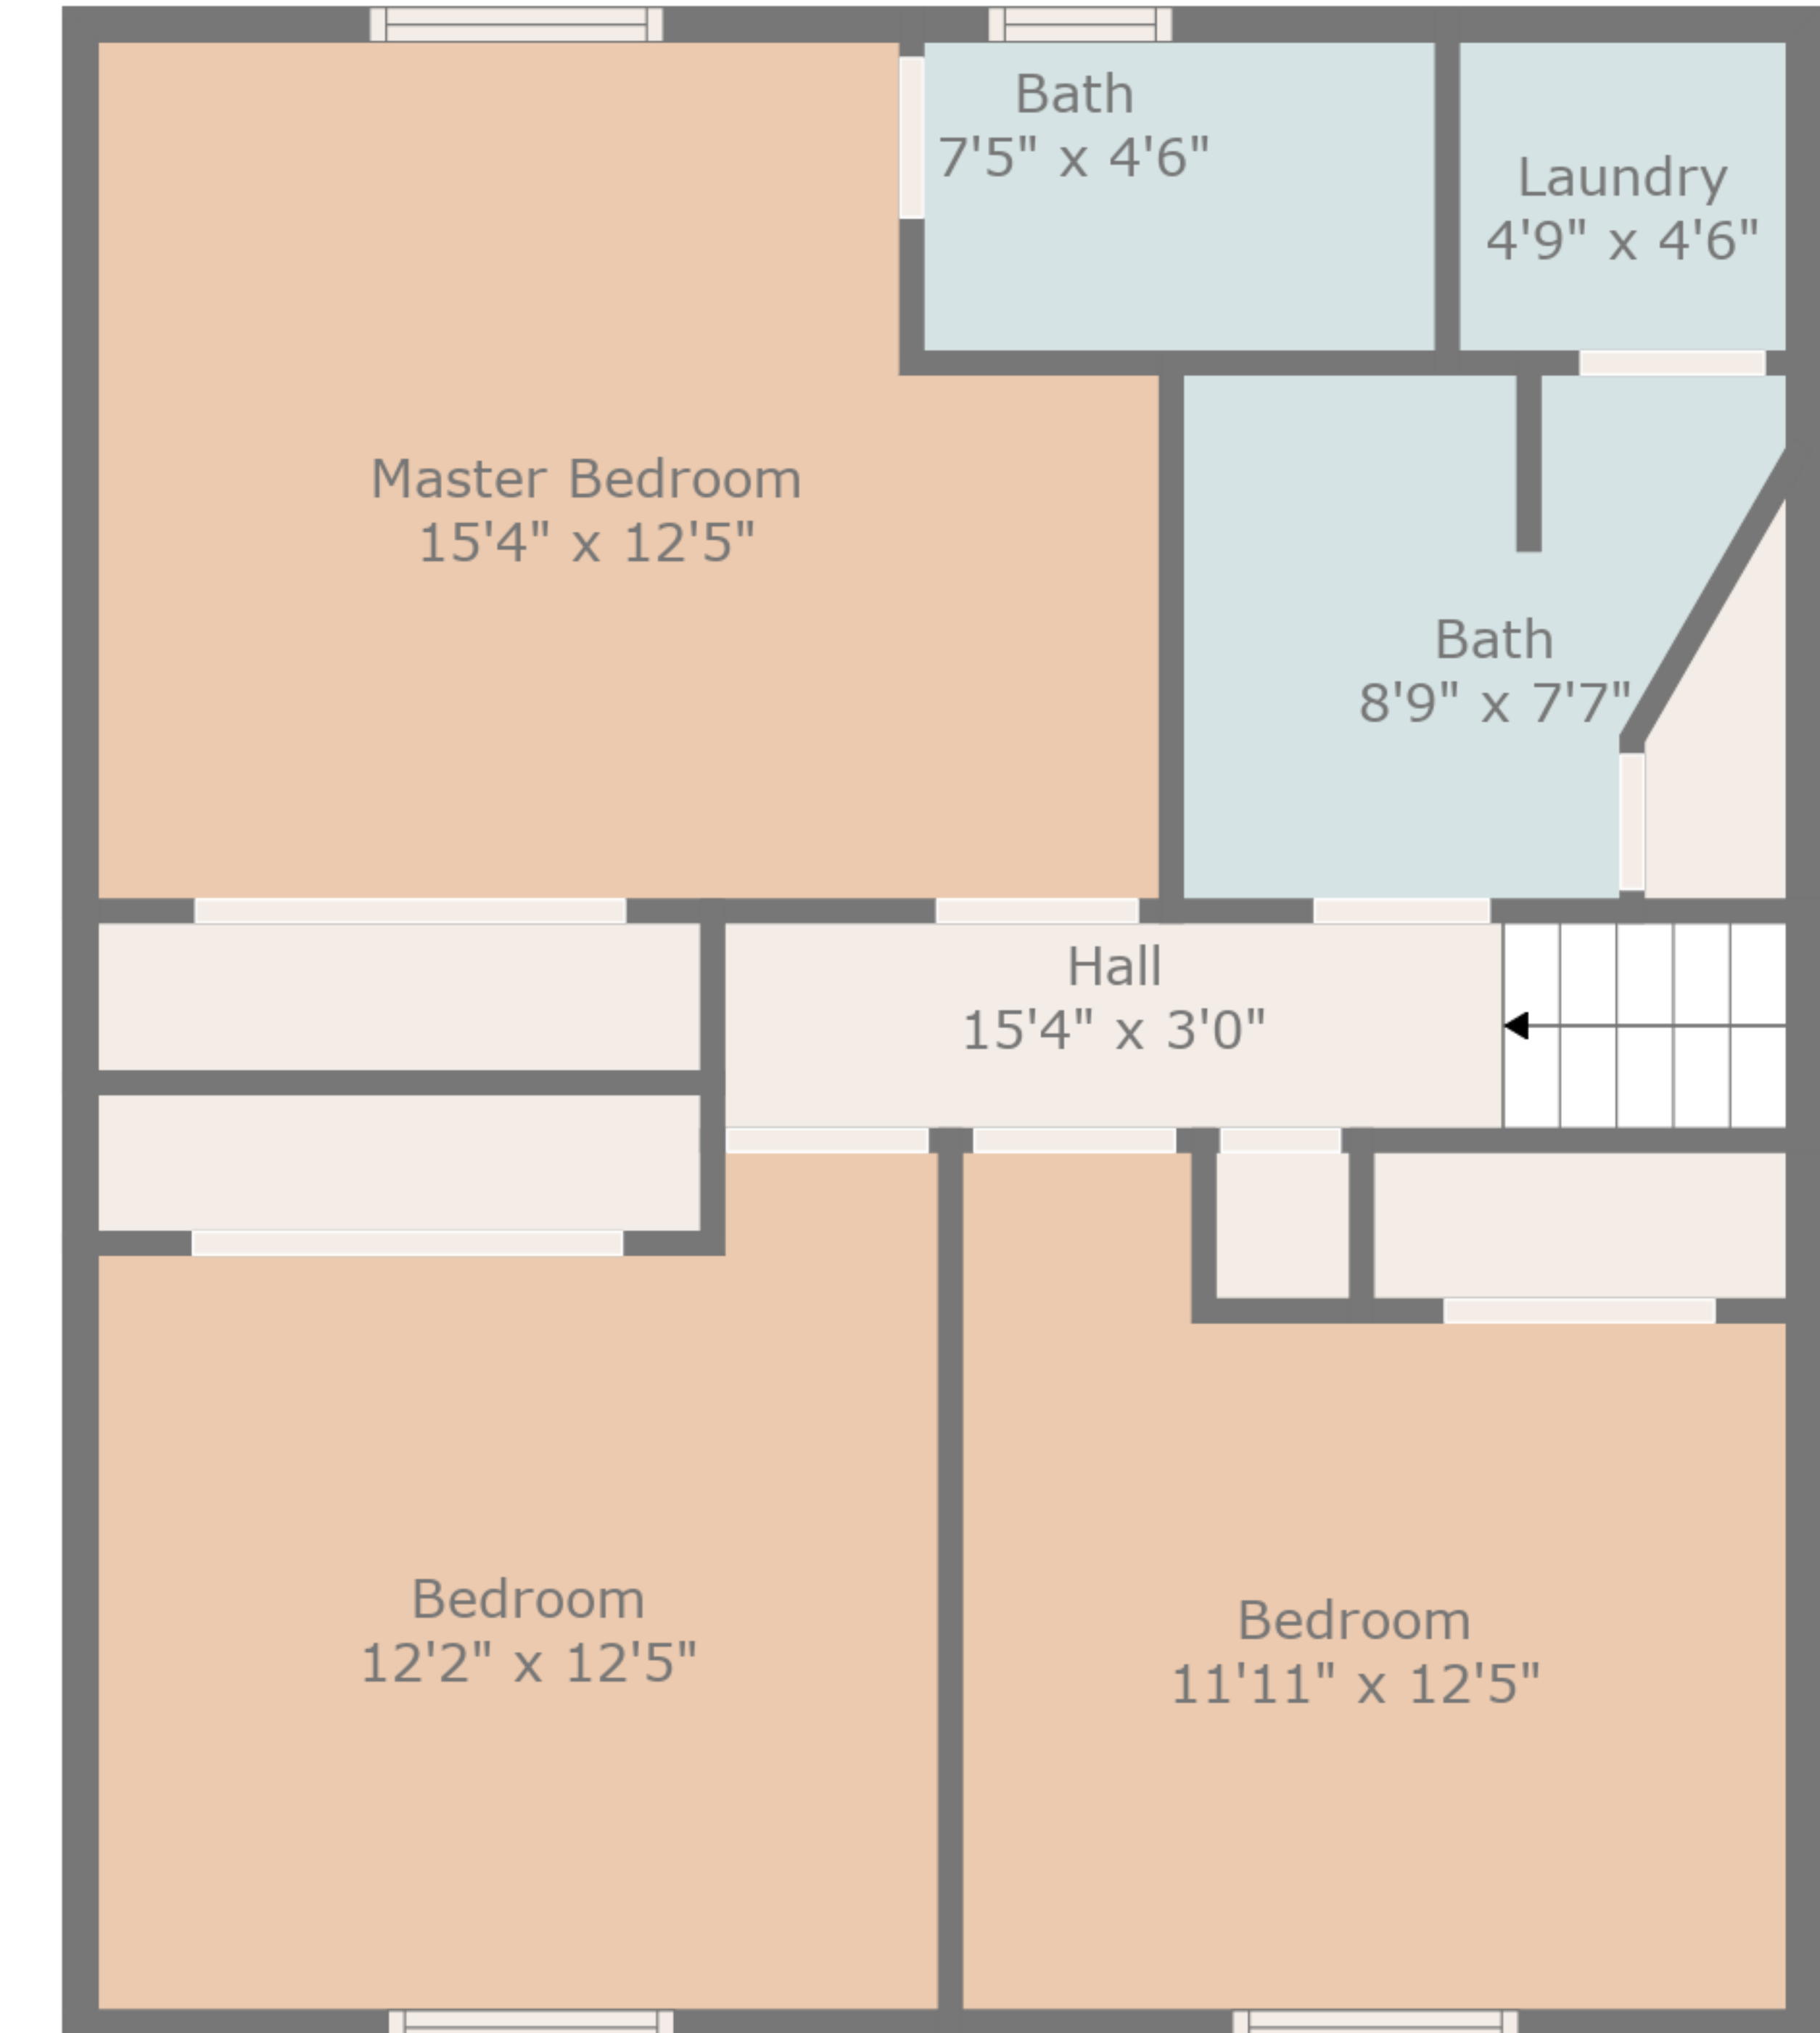 Bath
7'5" x 4'6"
Laundry
4'9" x 4'6"
Master Bedroom
15'4" x 12'5"
Bath
8'9" x 7'7"
Hall
15'4" x 3'0"
Bedroom
12'2" x 12'5"
Bedroom
11'11" x 12'5"